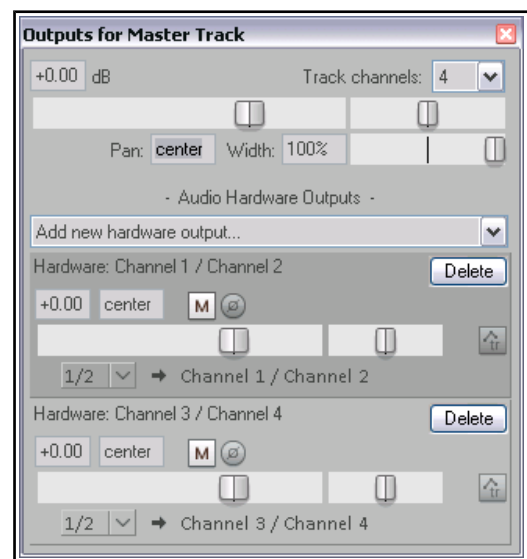 Outputs for Master Track
+0.00 dB Track channels: 4
Pan: center Width: 100%
- Audio Hardware Outputs -
Add new hardware output...
Hardware: Channel 1 / Channel 2 Delete
+0.00 center M ø
tr
1/2 ➔ Channel 1 / Channel 2
Hardware: Channel 3 / Channel 4 Delete
+0.00 center M ø
tr
1/2 ➔ Channel 3 / Channel 4